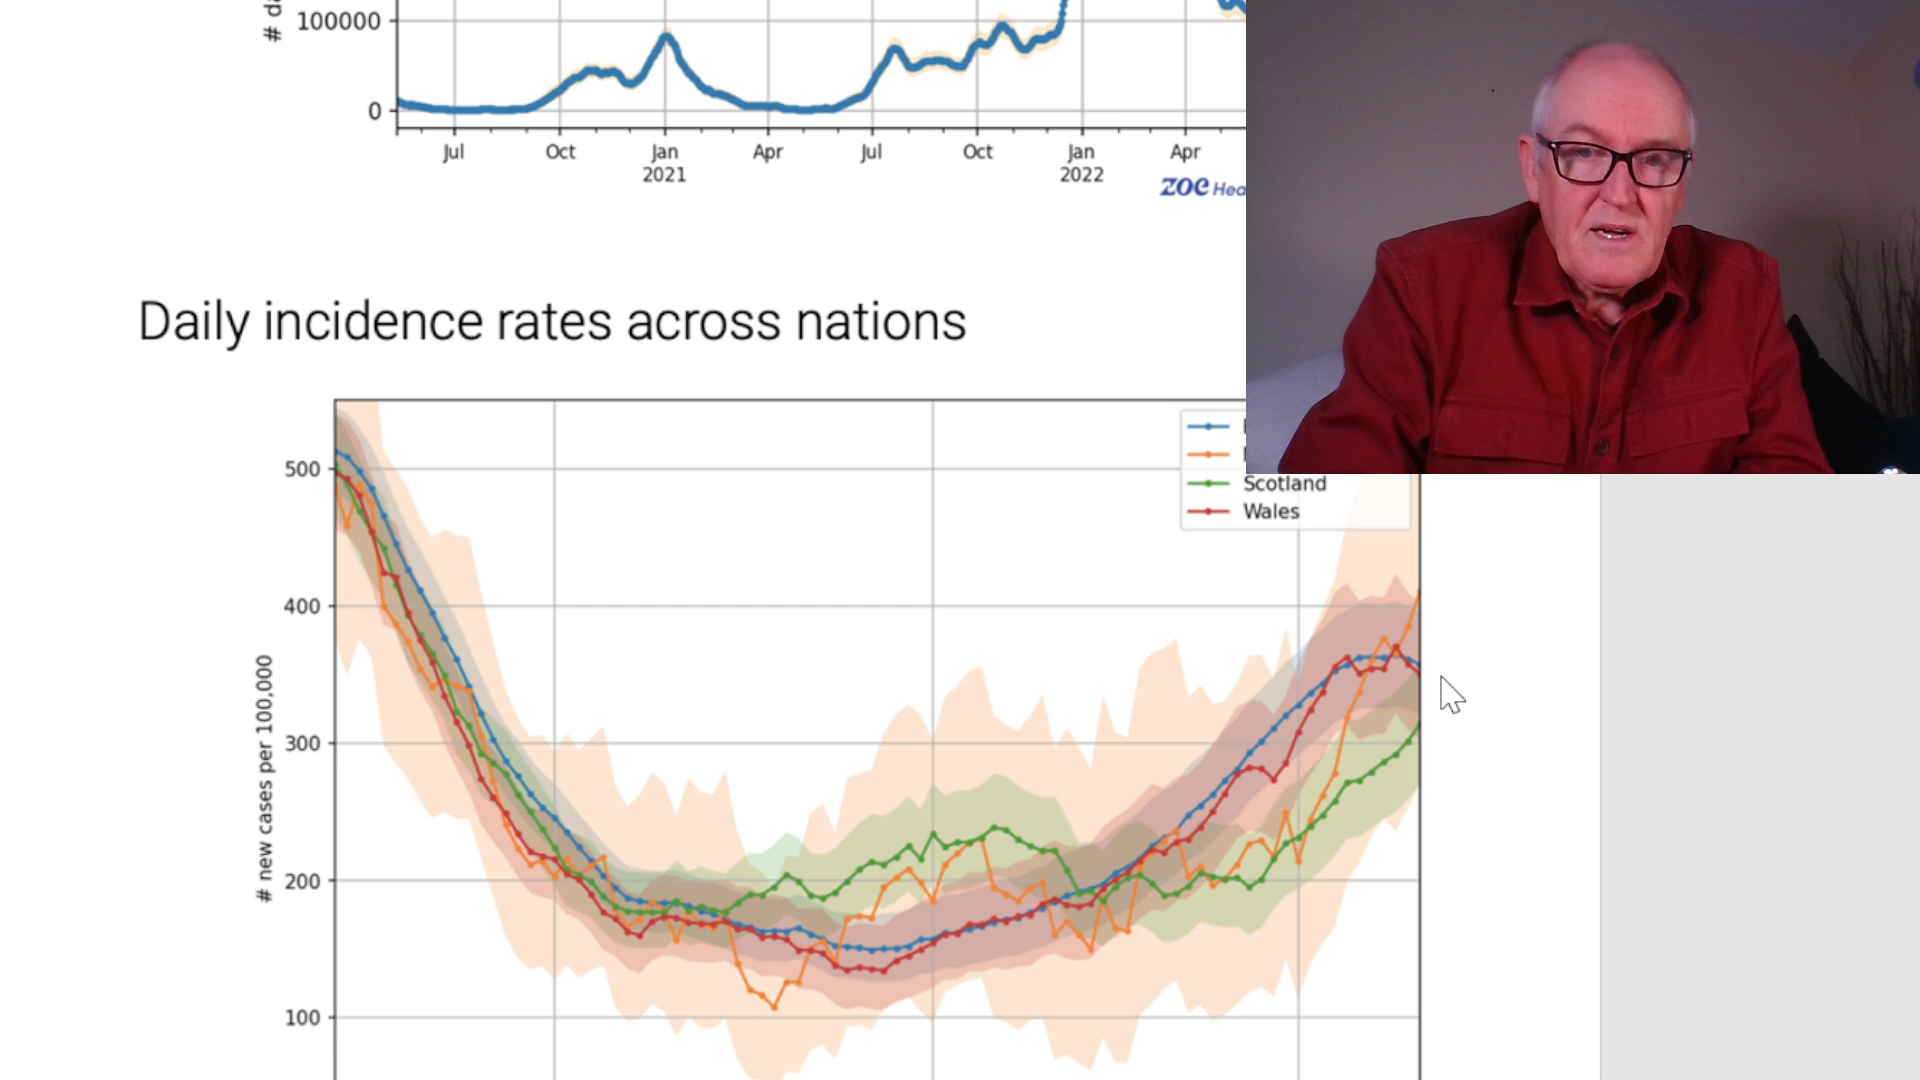 # da
100000
0
Jul Oct Jan Apr Jul Oct Jan Apr
2021 2022
ZOE Hea
Daily incidence rates across nations
# new cases per 100,000
500
400
300
200
100
Scotland
Wales